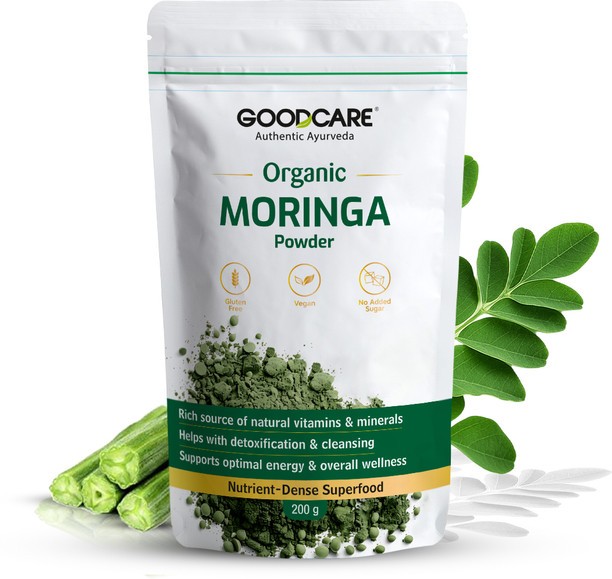 GOODCARE®
Authentic Ayurveda
Organic
MORINGA
Powder
Gluten Free
Vegan
No Added Sugar
Rich source of natural vitamins & minerals
Helps with detoxification & cleansing
Supports optimal energy & overall wellness
Nutrient-Dense Superfood
200 g